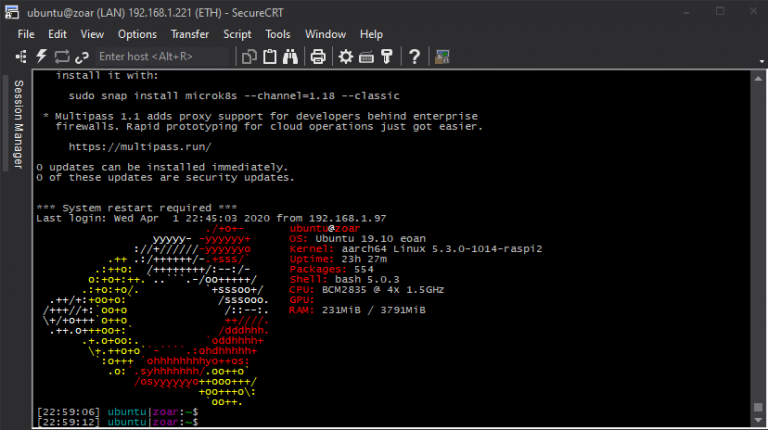 ubuntu@zoar (LAN) 192.168.1.221 (ETH) - SecureCRT
File Edit View Options Transfer Script Tools Window Help
Enter host <Alt+R>
Session Manager
install it with:
sudo snap install microk8s --channel=1.18 --classic
* Multipass 1.1 adds proxy support for developers behind enterprise
firewalls. Rapid prototyping for cloud operations just got easier.
https://multipass.run/
0 updates can be installed immediately.
0 of these updates are security updates.
*** System restart required ***
Last login: Wed Apr  1 22:45:03 2020 from 192.168.1.97
ubuntu@zoar
OS: Ubuntu 19.10 eoan
Kernel: aarch64 Linux 5.3.0-1014-raspi2
Uptime: 23h 27m
Packages: 554
Shell: bash 5.0.3
CPU: BCM2835 @ 4x 1.5GHz
GPU:
RAM: 231MiB / 3791MiB
[22:59:06] ubuntu|zoar:~$
[22:59:12] ubuntu|zoar:~$